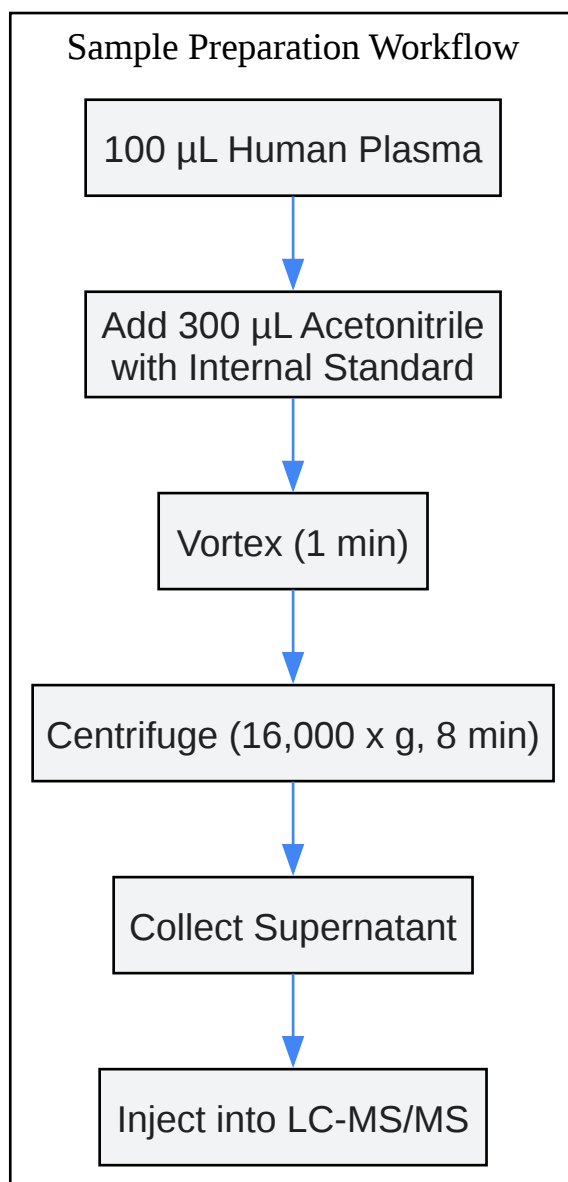 Sample Preparation Workflow
100 µL Human Plasma
Add 300 µL Acetonitrile
with Internal Standard
Vortex (1 min)
Centrifuge (16,000 x g, 8 min)
Collect Supernatant
Inject into LC-MS/MS